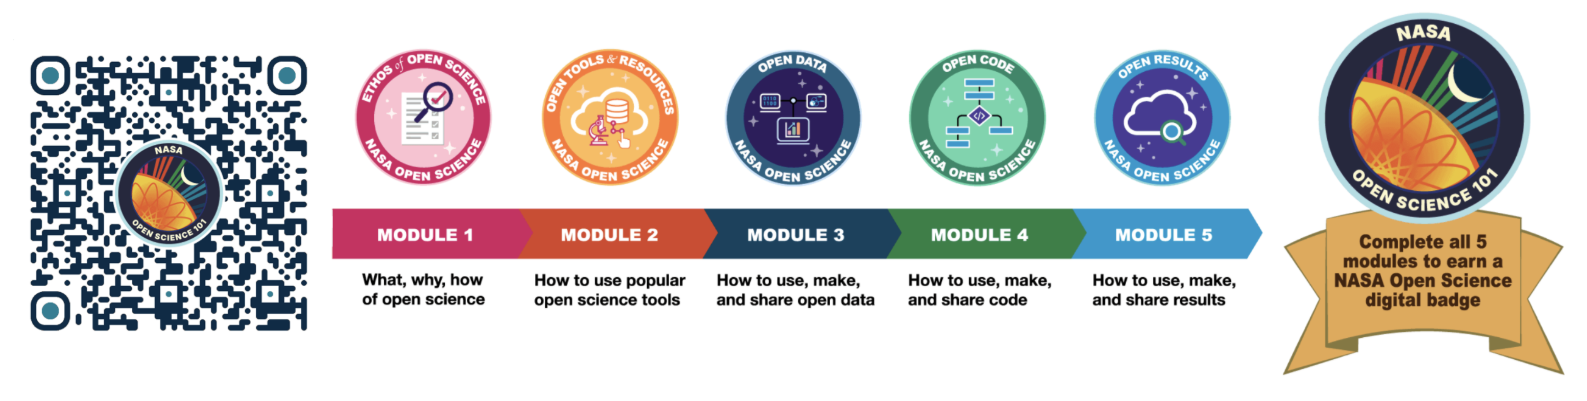 NASA
OPEN SCIENCE 101
ETHOS of OPEN SCIENCE
NASA OPEN SCIENCE
OPEN TOOLS & RESOURCES
NASA OPEN SCIENCE
OPEN DATA
0110
1100
NASA OPEN SCIENCE
OPEN CODE
</>
NASA OPEN SCIENCE
OPEN RESULTS
NASA OPEN SCIENCE
MODULE 1
MODULE 2
MODULE 3
MODULE 4
MODULE 5
What, why, how
of open science
How to use popular
open science tools
How to use, make,
and share open data
How to use, make,
and share code
How to use, make,
and share results
NASA
OPEN SCIENCE 101
Complete all 5
modules to earn a
NASA Open Science
digital badge